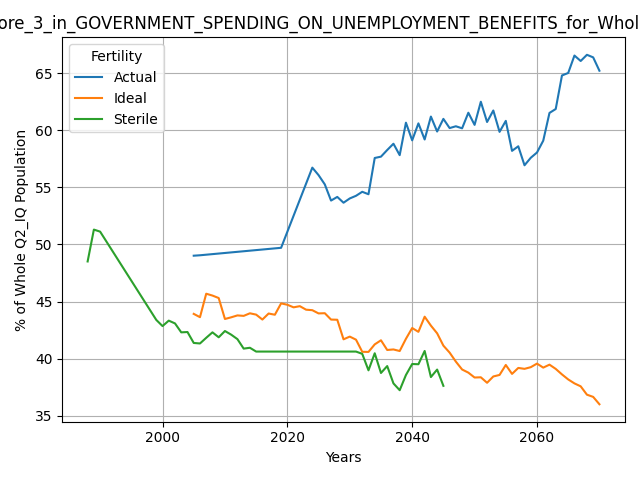 ore_3_in_GOVERNMENT_SPENDING_ON_UNEMPLOYMENT_BENEFITS_for_Whol
Fertility
Actual
Ideal
Sterile
% of Whole Q2_IQ Population
65
60
55
50
45
40
35
2000
2020
2040
2060
Years